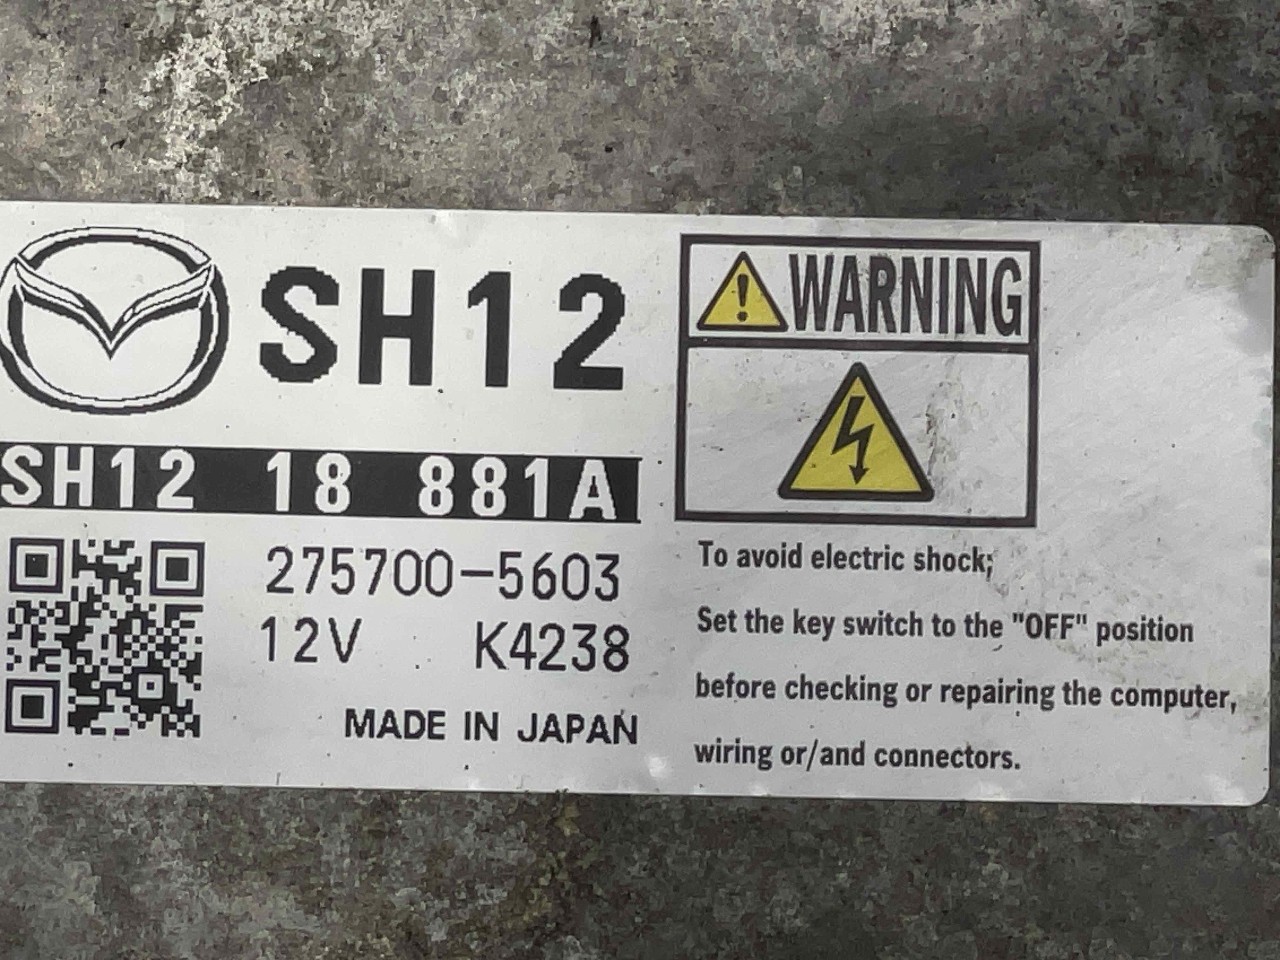 SH12
SH12 18 881A
275700-5603
12V K4238
MADE IN JAPAN
WARNING
To avoid electric shock;
Set the key switch to the "OFF" position
before checking or repairing the computer,
wiring or/and connectors.